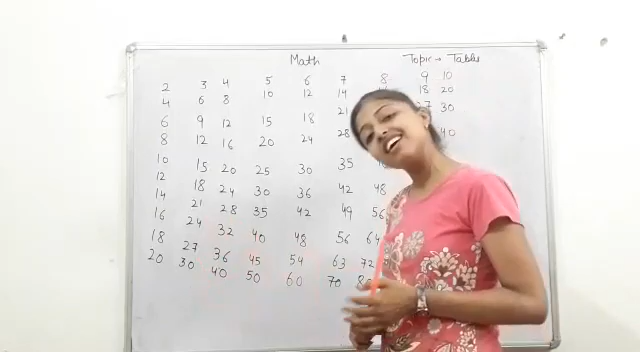 Math Topic → Table
2 3 4 5 6 7 8 9 10
4 6 8 10 12 14 18 20
6 9 12 15 18 21 30
8 12 16 20 24 28 40
10 15 20 25 30 35
12 18 24 30 36 42 48
14 21 28 35 42 49 56
16 24 32 40 48 56 64
18 27 36 45 54 63 72
20 30 40 50 60 70